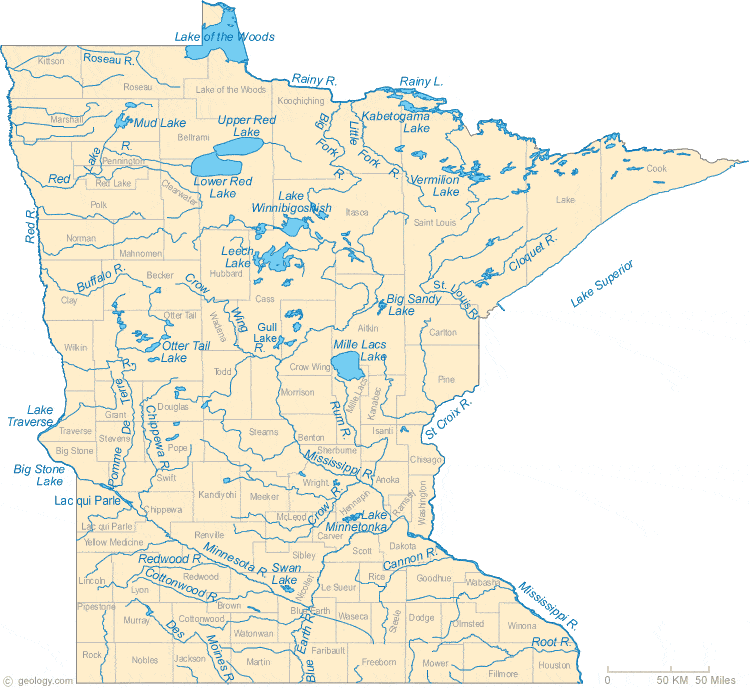 Lake of the Woods
Kittson
Roseau R.
Roseau
Lake of the Woods
Rainy R.
Rainy L.
Koochiching
Marshall
Mud Lake
Upper Red
Lake
Beltrami
Big
Fork R.
Little
Fork R.
Kabetogama
Lake
Red
Lake
R.
Pennington
Red Lake
Lower Red
Lake
Clearwater
Vermilion
Lake
Cook
Lake
Polk
Lake
Winnibigoshish
Itasca
Saint Louis
Red R.
Norman
Mahnomen
Leech
Lake
Hubbard
Cloquet R.
Lake Superior
Buffalo R.
Becker
Clay
Crow
Wing
R.
Cass
St. Louis R.
Big Sandy
Lake
Otter Tail
Wadena
Gull
Lake
Aitkin
Carlton
Wilkin
Otter Tail
Lake
Mille Lacs
Lake
Crow Wing
Todd
Pine
Morrison
Mille Lacs
Kanabec
Lake
Traverse
Grant
Douglas
Pomme De Terre
R.
Chippewa R.
Rum R.
St Croix R.
Traverse
Stevens
Stearns
Benton
Isanti
Big Stone
Pope
Sherburne
Chisago
Big Stone
Lake
Swift
Mississippi R.
Anoka
Lac qui Parle
Kandiyohi
Meeker
Wright
Hennepin
Ramsey
Washington
Chippewa
McLeod
Crow R.
Lake
Minnetonka
Lac qui Parle
Renville
Carver
Yellow Medicine
Minnesota R.
Sibley
Scott
Dakota
Redwood R.
Swan
Lake
Cannon R.
Lincoln
Lyon
Redwood
Cottonwood R.
Nicollet
Le Sueur
Rice
Goodhue
Wabasha
Mississippi R.
Pipestone
Murray
Brown
Cottonwood
Watonwan
Blue Earth
Waseca
Steele
Dodge
Olmsted
Winona
Des
Moines R.
Blue
Earth R.
Root R.
Rock
Nobles
Jackson
Martin
Faribault
Freeborn
Mower
Fillmore
Houston
© geology.com
0 50 KM 50 Miles